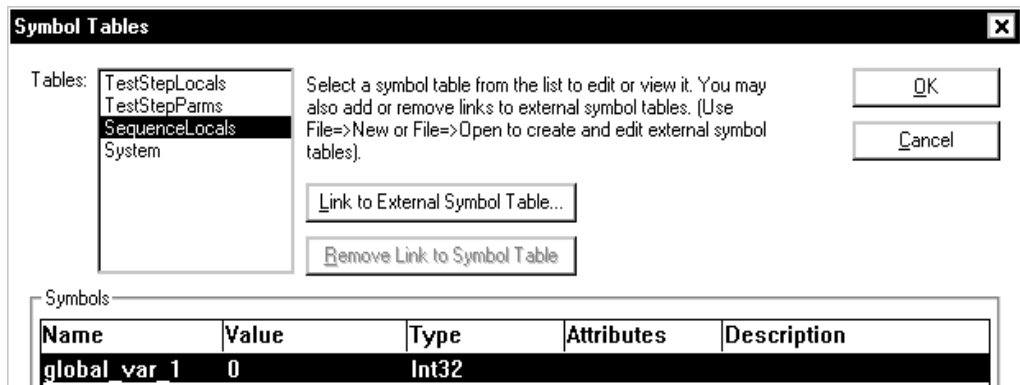 Symbol Tables
Tables:
TestStepLocals
TestStepParms
SequenceLocals
System
Select a symbol table from the list to edit or view it. You may
also add or remove links to external symbol tables. (Use
File=>New or File=>Open to create and edit external symbol
tables).
OK
Cancel
Link to External Symbol Table...
Remove Link to Symbol Table
Symbols
Name Value Type Attributes Description
global_var_1 0 Int32